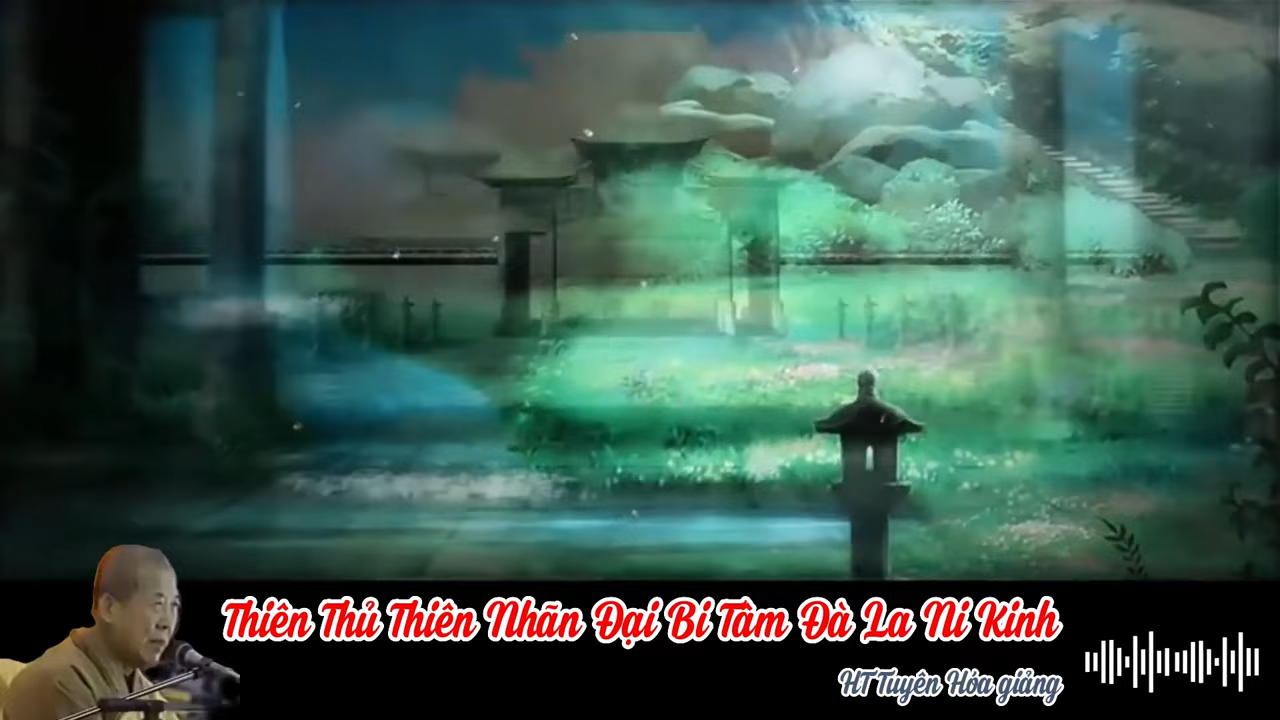 Thiên Thủ Thiên Nhãn Đại Bi Tâm Đà La Ni Kinh
HT Tuyên Hóa giảng